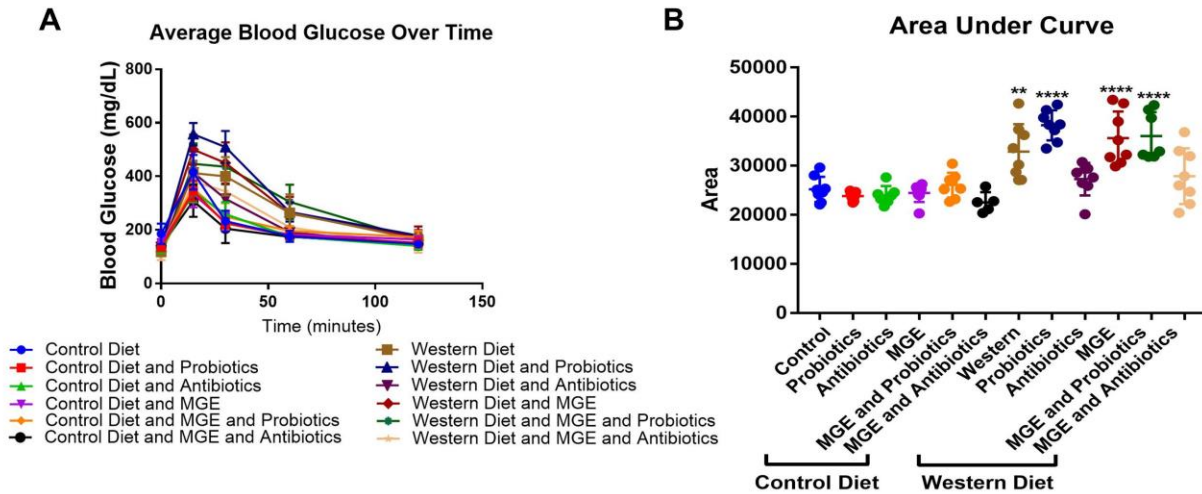 A
Average Blood Glucose Over Time
Blood Glucose (mg/dL)
800
600
400
200
0
0
50
100
150
Time (minutes)
Control Diet
Control Diet and Probiotics
Control Diet and Antibiotics
Control Diet and MGE
Control Diet and MGE and Probiotics
Control Diet and MGE and Antibiotics
Western Diet
Western Diet and Probiotics
Western Diet and Antibiotics
Western Diet and MGE
Western Diet and MGE and Probiotics
Western Diet and MGE and Antibiotics
B
Area Under Curve
Area
50000
40000
30000
20000
10000
0
**
****
****
****
Control
Probiotics
Antibiotics
MGE
MGE and Probiotics
MGE and Antibiotics
Western
Probiotics
Antibiotics
MGE
MGE and Probiotics
MGE and Antibiotics
Control Diet
Western Diet